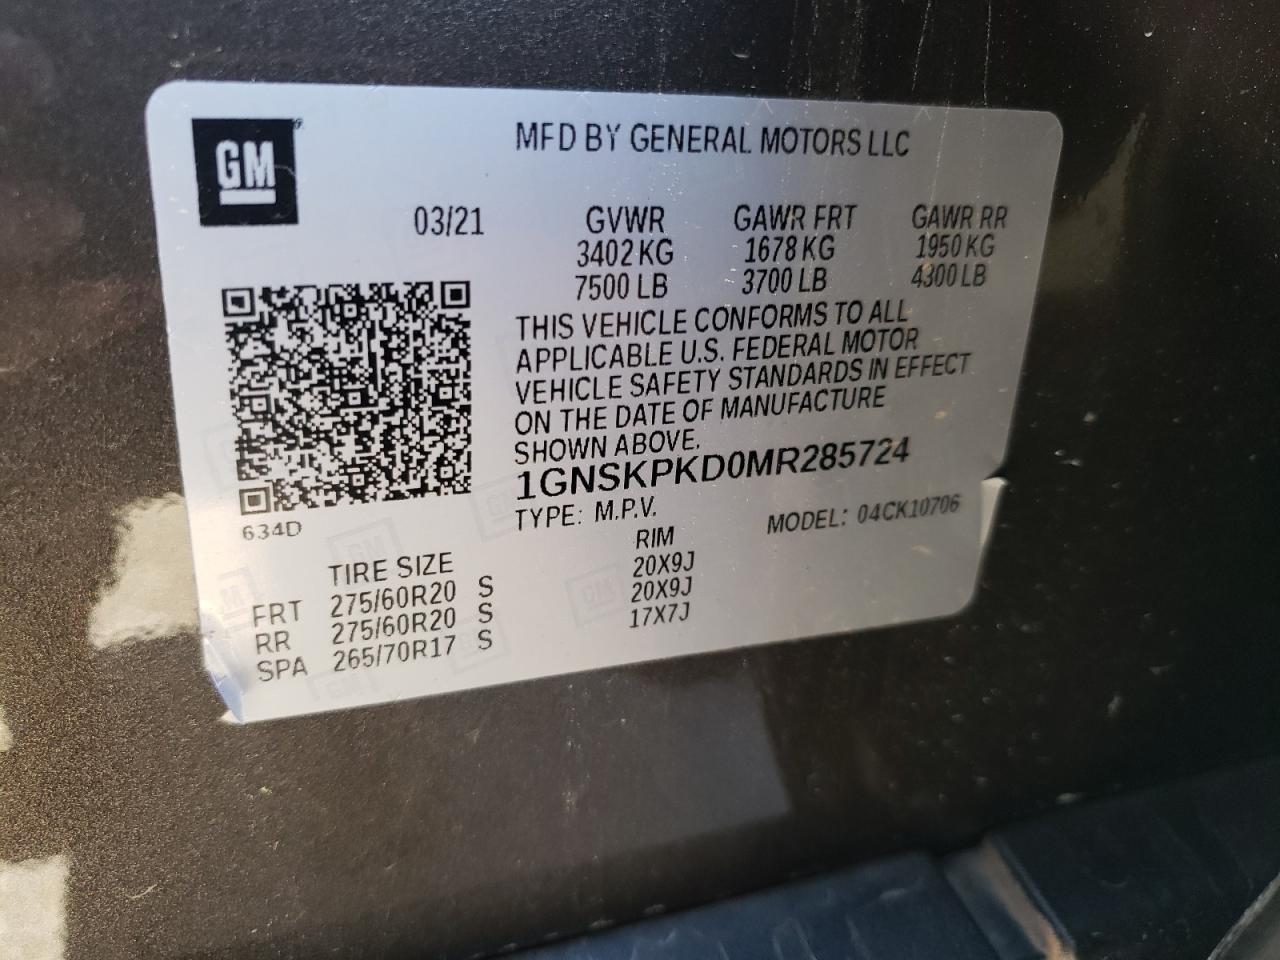 GM
MFD BY GENERAL MOTORS LLC
03/21 GVWR GAWR FRT GAWR RR
3402 KG 1678 KG 1950 KG
7500 LB 3700 LB 4300 LB
THIS VEHICLE CONFORMS TO ALL
APPLICABLE U.S. FEDERAL MOTOR
VEHICLE SAFETY STANDARDS IN EFFECT
ON THE DATE OF MANUFACTURE
SHOWN ABOVE.
1GNSKPKD0MR285724
TYPE: M.P.V. MODEL: 04CK10706
634D
TIRE SIZE RIM
FRT 275/60R20 S 20X9J
RR 275/60R20 S 20X9J
SPA 265/70R17 S 17X7J